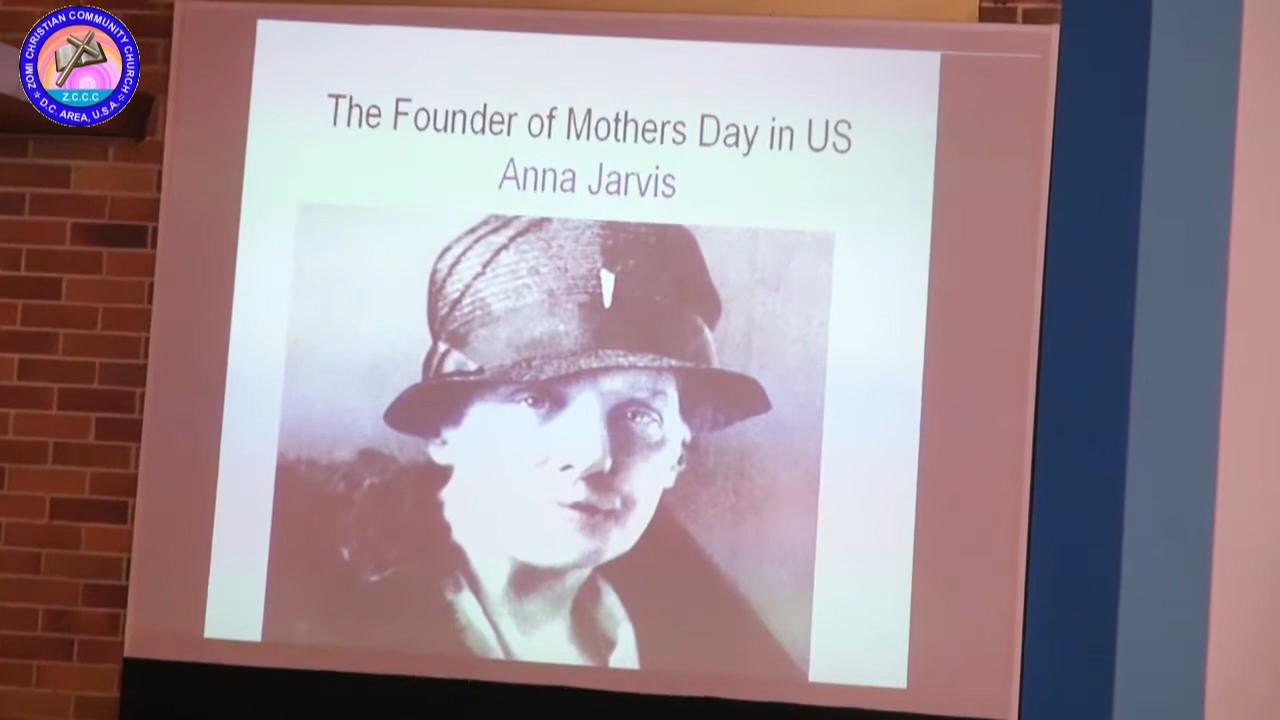 ZOMI CHRISTIAN COMMUNITY CHURCH
Z.C.C.C
D.C. AREA, U.S.A
The Founder of Mothers Day in US
Anna Jarvis